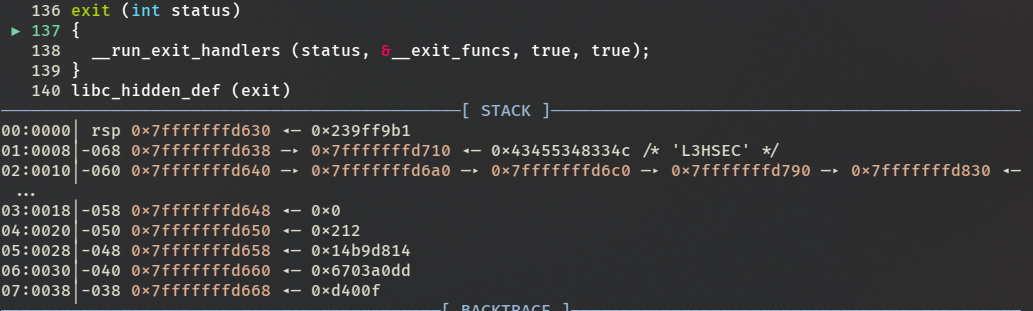 136 exit (int status)
► 137 {
138   __run_exit_handlers (status, &__exit_funcs, true, true);
139 }
140 libc_hidden_def (exit)
[ STACK ]
00:0000│ rsp 0x7fffffffd630 ◂— 0x239ff9b1
01:0008│-068 0x7fffffffd638 —▸ 0x7fffffffd710 ◂— 0x43455348334c /* 'L3HSEC' */
02:0010│-060 0x7fffffffd640 —▸ 0x7fffffffd6a0 —▸ 0x7fffffffd6c0 —▸ 0x7fffffffd790 —▸ 0x7fffffffd830 ◂—
...
03:0018│-058 0x7fffffffd648 ◂— 0x0
04:0020│-050 0x7fffffffd650 ◂— 0x212
05:0028│-048 0x7fffffffd658 ◂— 0x14b9d814
06:0030│-040 0x7fffffffd660 ◂— 0x6703a0dd
07:0038│-038 0x7fffffffd668 ◂— 0xd400f
[ BACKTRACE ]